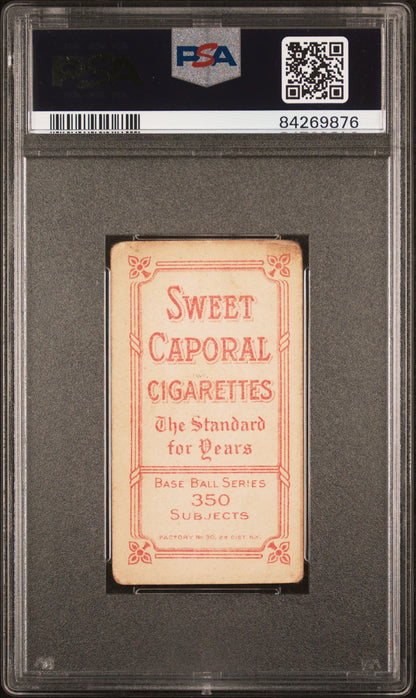 PSA
84269876
SWEET
CAPORAL
CIGARETTES
The Standard
for Years
BASE BALL SERIES
350
SUBJECTS
FACTORY No 30, 2d DIST. N.Y.